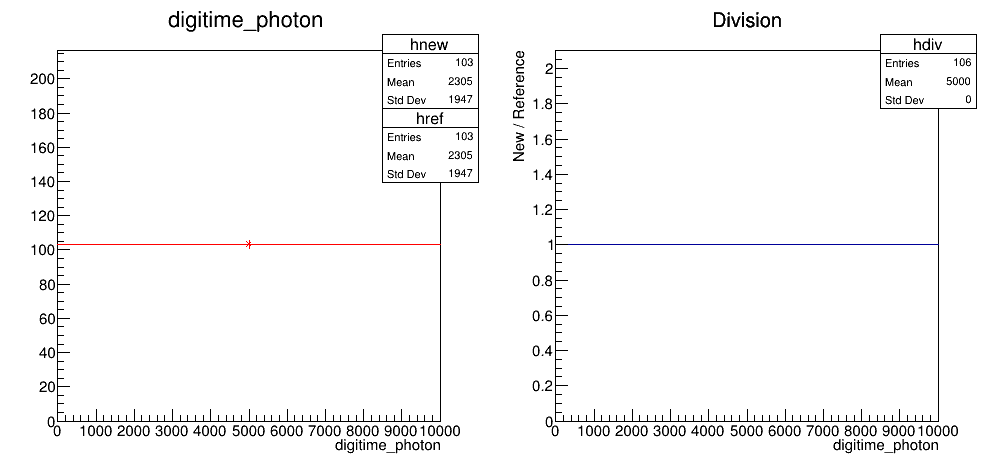 digitime_photon
hnew
Entries 103
Mean 2305
Std Dev 1947
href
Entries 103
Mean 2305
Std Dev 1947
200
180
160
140
120
100
80
60
40
20
0
0 1000 2000 3000 4000 5000 6000 7000 8000 9000 10000
digitime_photon
Division
hdiv
Entries 106
Mean 5000
Std Dev 0
New / Reference
2
1.8
1.6
1.4
1.2
1
0.8
0.6
0.4
0.2
0
0 1000 2000 3000 4000 5000 6000 7000 8000 9000 10000
digitime_photon